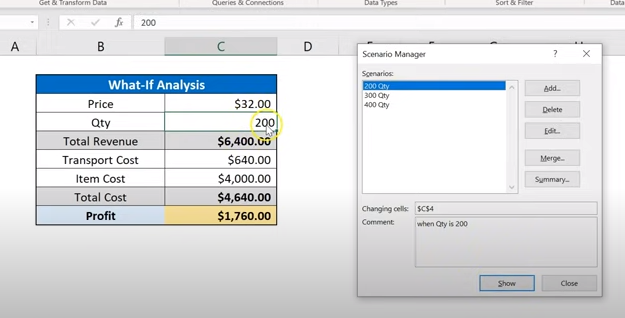 Get & Transform Data Queries & Connections Data Types Sort & Filter Data
fx 200
A B C D
What-If Analysis
Price $32.00
Qty 200
Total Revenue $6,400.00
Transport Cost $640.00
Item Cost $4,000.00
Total Cost $4,640.00
Profit $1,760.00
Scenario Manager ? ×
Scenarios:
200 Qty
300 Qty
400 Qty
Add...
Delete
Edit...
Merge...
Summary...
Changing cells: $C$4
Comment: when Qty is 200
Show Close